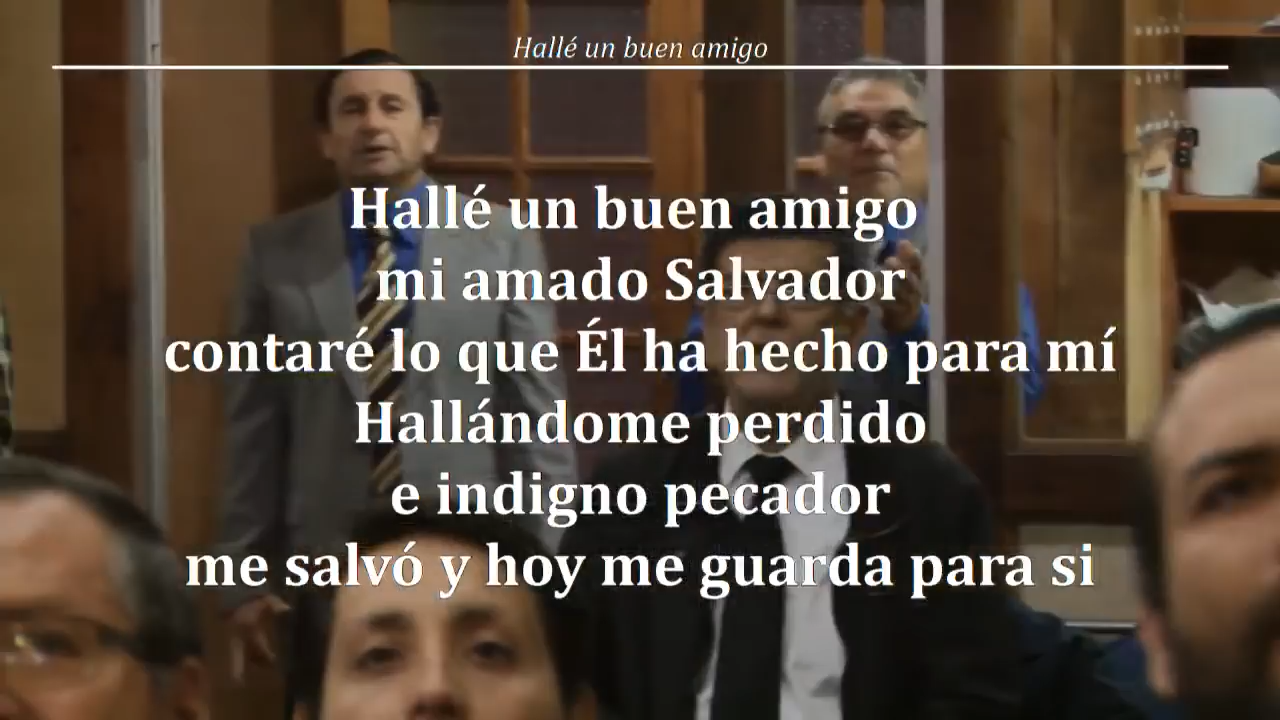 Hallé un buen amigo
Hallé un buen amigo
mi amado Salvador
contaré lo que Él ha hecho para mí
Hallándome perdido
e indigno pecador
me salvó y hoy me guarda para si